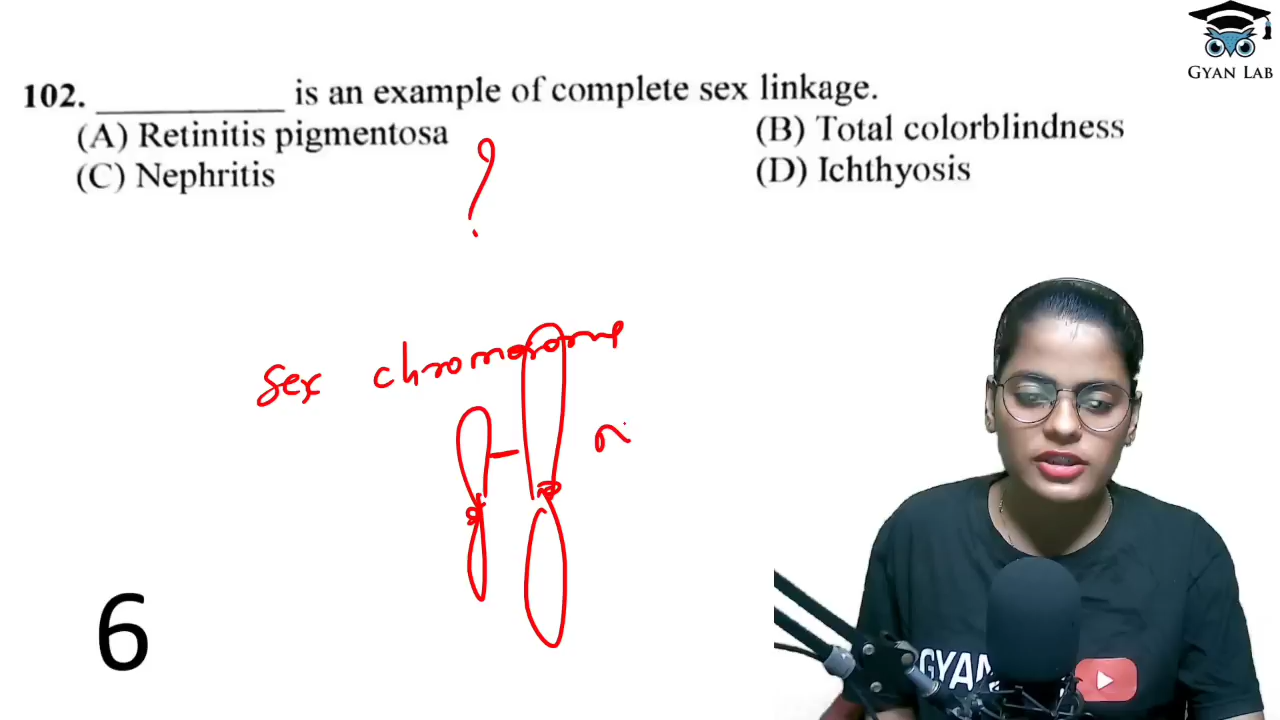 GYAN LAB
102. __________ is an example of complete sex linkage.
(A) Retinitis pigmentosa (B) Total colorblindness
(C) Nephritis (D) Ichthyosis
?
sex chromosome
6
GYAN